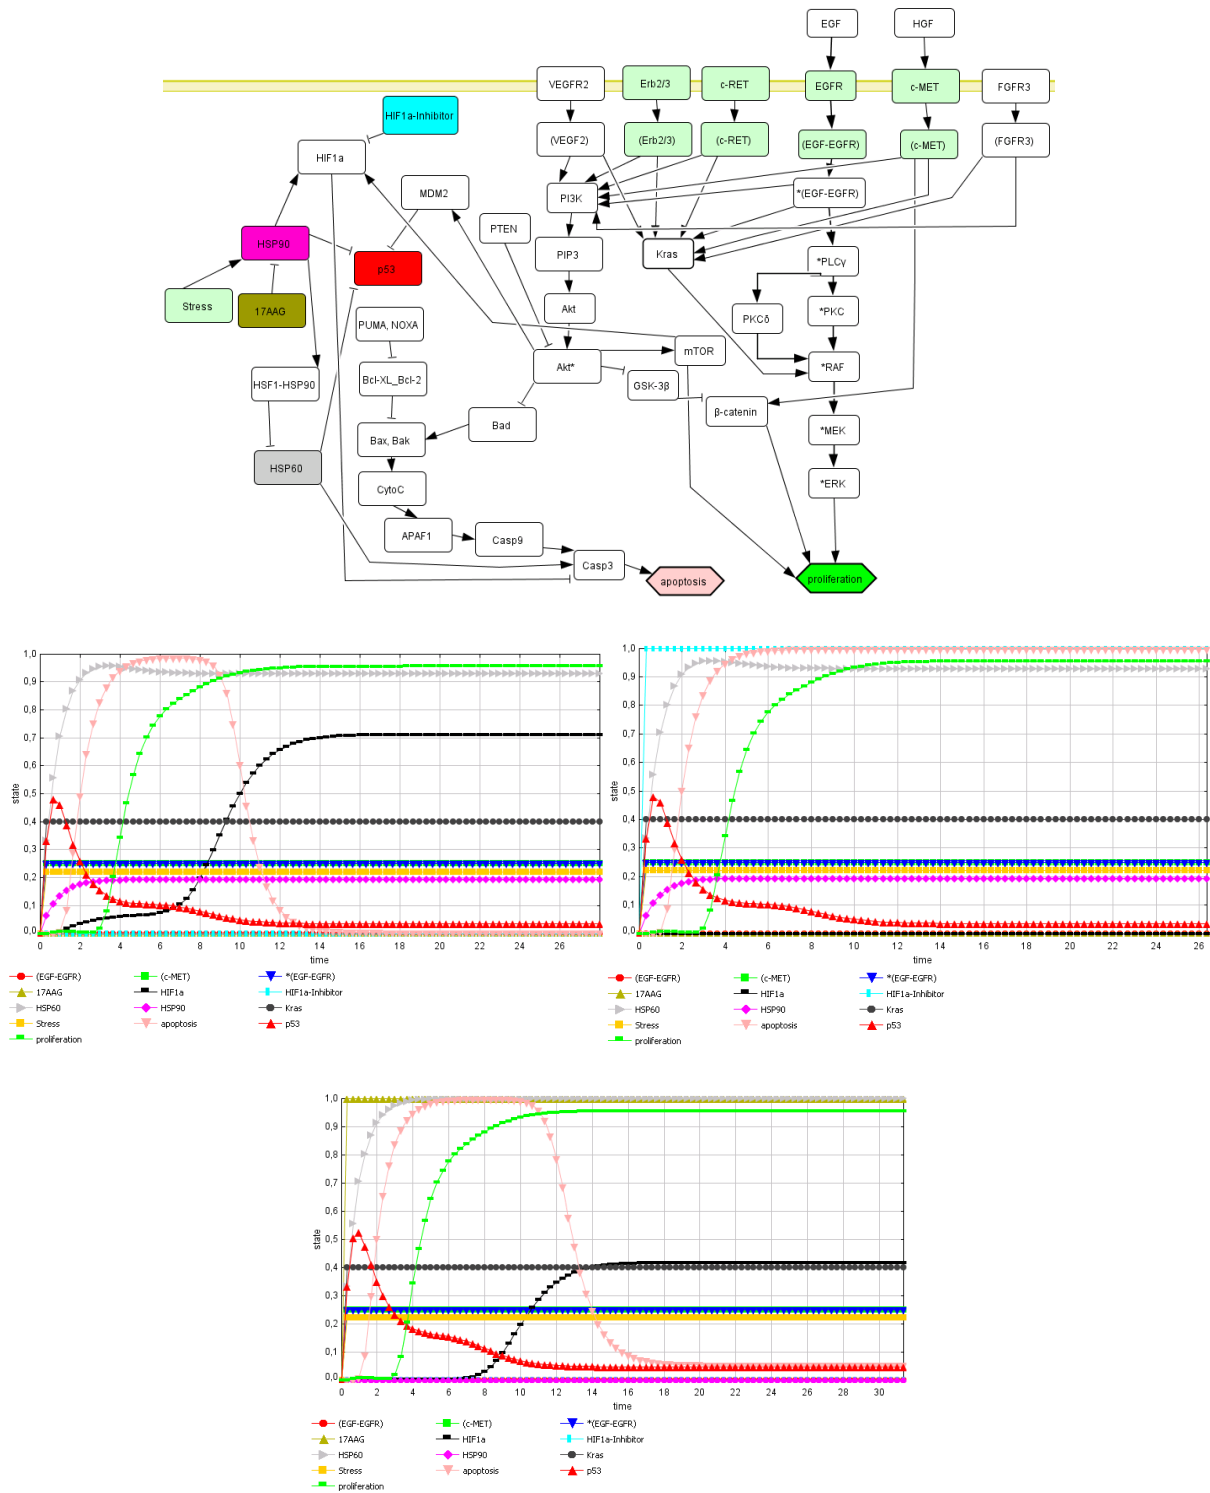 EGF HGF
VEGFR2 Erb2/3 c-RET EGFR c-MET FGFR3
HIF1a-Inhibitor
(VEGF2) (Erb2/3) (c-RET) (EGF-EGFR) (c-MET) (FGFR3)
HIF1a
MDM2 PI3K *(EGF-EGFR)
PTEN
HSP90 PIP3 Kras
p53 *PLCγ
Stress 17AAG Akt PKCδ *PKC
PUMA, NOXA
mTOR
Akt* *RAF
HSF1-HSP90 Bcl-XL_Bcl-2 GSK-3β
β-catenin
Bad
Bax, Bak *MEK
HSP60
CytoC *ERK
APAF1 Casp9
Casp3
apoptosis proliferation
1,0
0,9
0,8
0,7
0,6
0,5
0,4
0,3
0,2
0,1
0,0
state
0 2 4 6 8 10 12 14 16 18 20 22 24 26
time
(EGF-EGFR) (c-MET) *(EGF-EGFR)
17AAG HIF1a HIF1a-Inhibitor
HSP60 HSP90 Kras
Stress apoptosis p53
proliferation
1,0
0,9
0,8
0,7
0,6
0,5
0,4
0,3
0,2
0,1
0,0
state
0 2 4 6 8 10 12 14 16 18 20 22 24 26
time
(EGF-EGFR) (c-MET) *(EGF-EGFR)
17AAG HIF1a HIF1a-Inhibitor
HSP60 HSP90 Kras
Stress apoptosis p53
proliferation
1,0
0,9
0,8
0,7
0,6
0,5
0,4
0,3
0,2
0,1
0,0
state
0 2 4 6 8 10 12 14 16 18 20 22 24 26 28 30
time
(EGF-EGFR) (c-MET) *(EGF-EGFR)
17AAG HIF1a HIF1a-Inhibitor
HSP60 HSP90 Kras
Stress apoptosis p53
proliferation